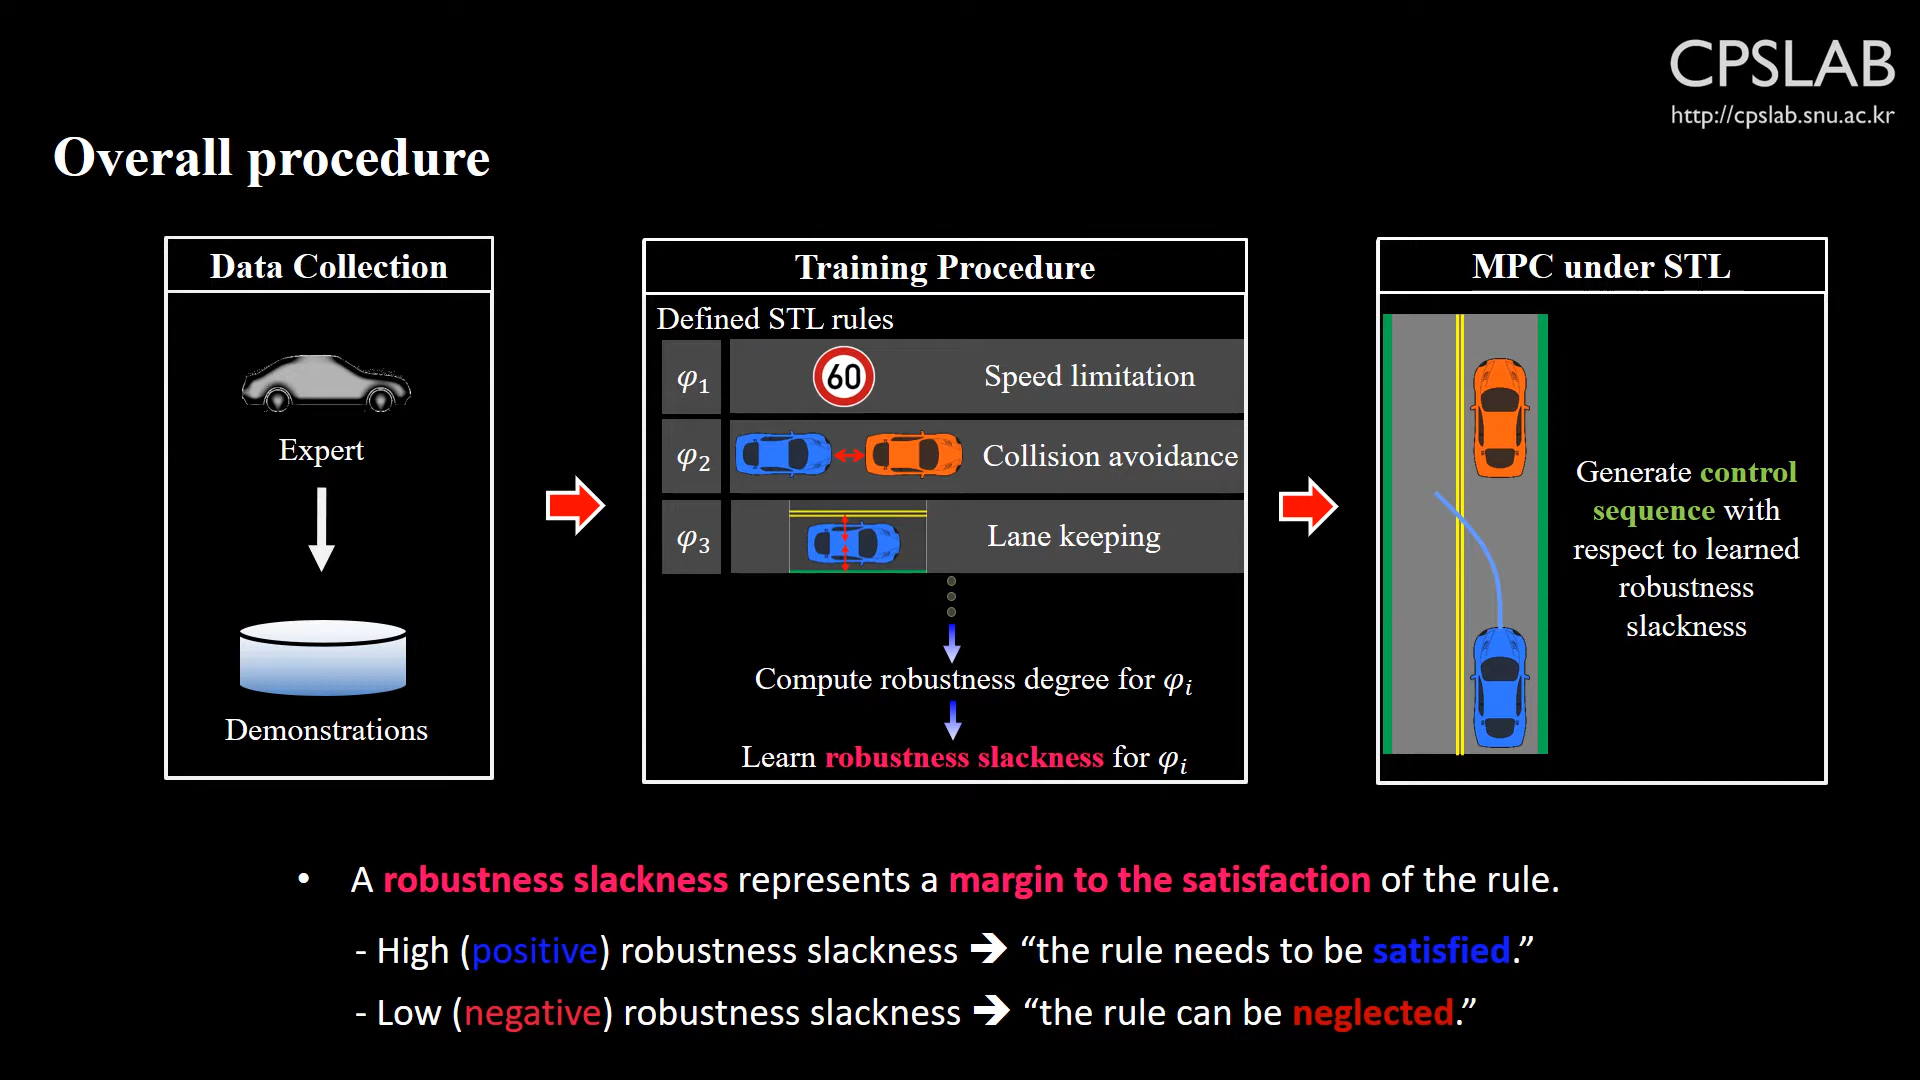 CPSLAB
http://cpslab.snu.ac.kr
Overall procedure
Data Collection
Expert
Demonstrations
Training Procedure
Defined STL rules
φ1 60 Speed limitation
φ2 Collision avoidance
φ3 Lane keeping
Compute robustness degree for φi
Learn robustness slackness for φi
MPC under STL
Generate control
sequence with
respect to learned
robustness
slackness
• A robustness slackness represents a margin to the satisfaction of the rule.
- High (positive) robustness slackness ➔ “the rule needs to be satisfied.”
- Low (negative) robustness slackness ➔ “the rule can be neglected.”